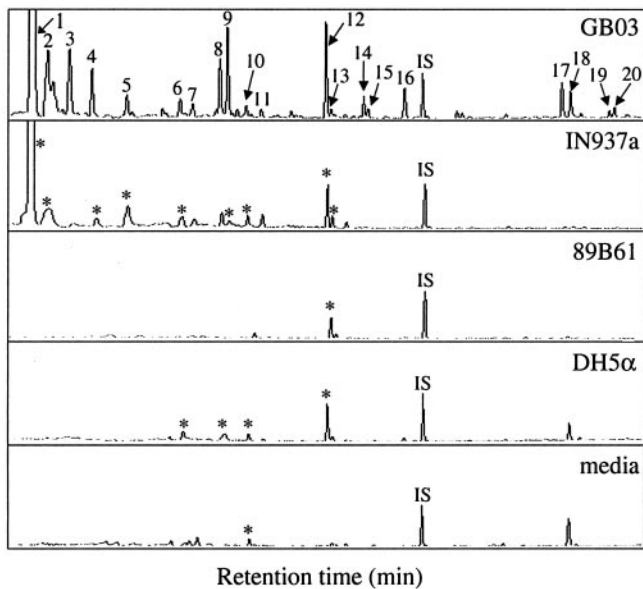 1 2 3 4 5 6 7 8 9 10 11 12 13 14 15 16 IS 17 18 19 20 GB03
* * * * * * * * * IS IN937a
* IS 89B61
* * * * IS DH5α
* IS media
Retention time (min)